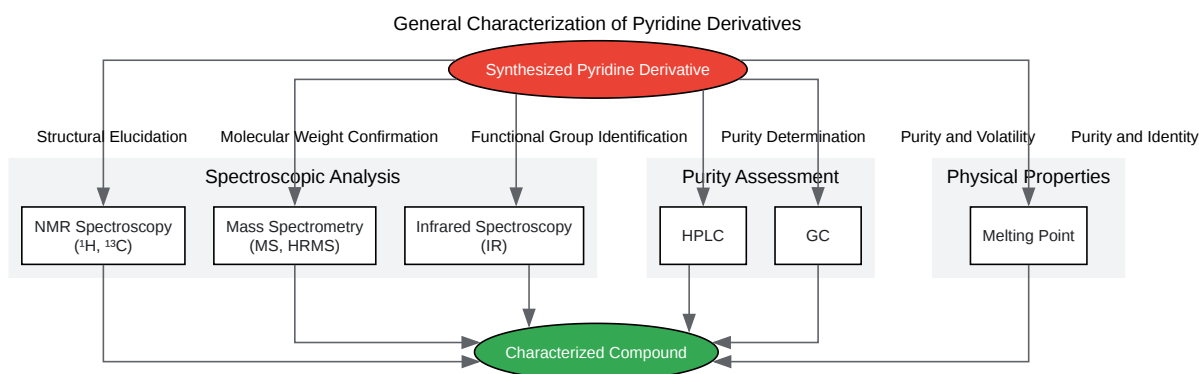 General Characterization of Pyridine Derivatives
Synthesized Pyridine Derivative
Structural Elucidation
Molecular Weight Confirmation
Functional Group Identification
Purity Determination
Purity and Volatility
Purity and Identity
Spectroscopic Analysis
Purity Assessment
Physical Properties
NMR Spectroscopy
(¹H, ¹³C)
Mass Spectrometry
(MS, HRMS)
Infrared Spectroscopy
(IR)
HPLC
GC
Melting Point
Characterized Compound